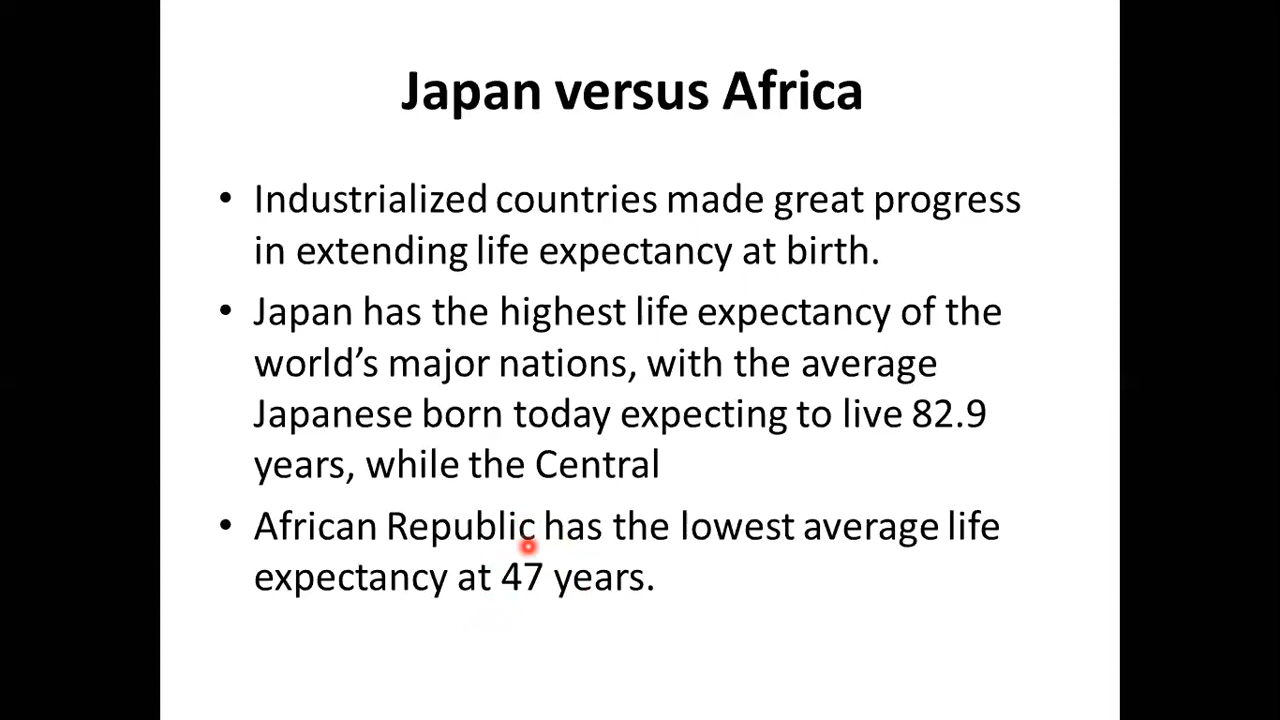 Japan versus Africa
• Industrialized countries made great progress
in extending life expectancy at birth.
• Japan has the highest life expectancy of the
world’s major nations, with the average
Japanese born today expecting to live 82.9
years, while the Central
• African Republic has the lowest average life
expectancy at 47 years.